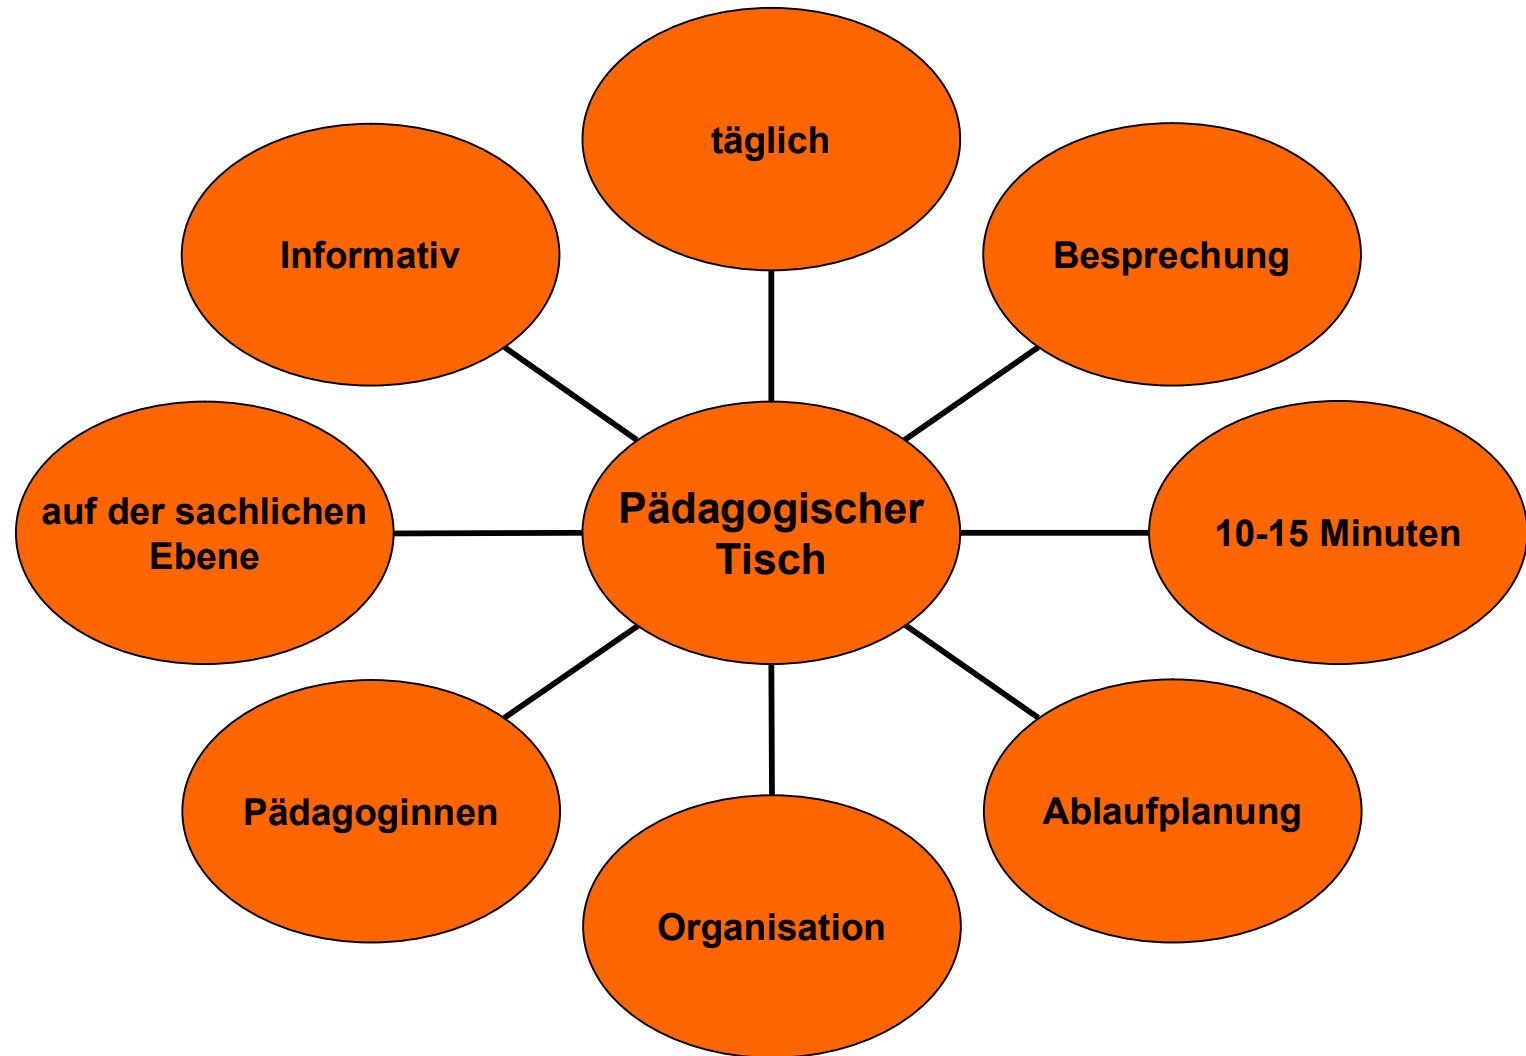 täglich
Informativ
Besprechung
auf der sachlichen
Ebene
Pädagogischer
Tisch
10-15 Minuten
Pädagoginnen
Ablaufplanung
Organisation